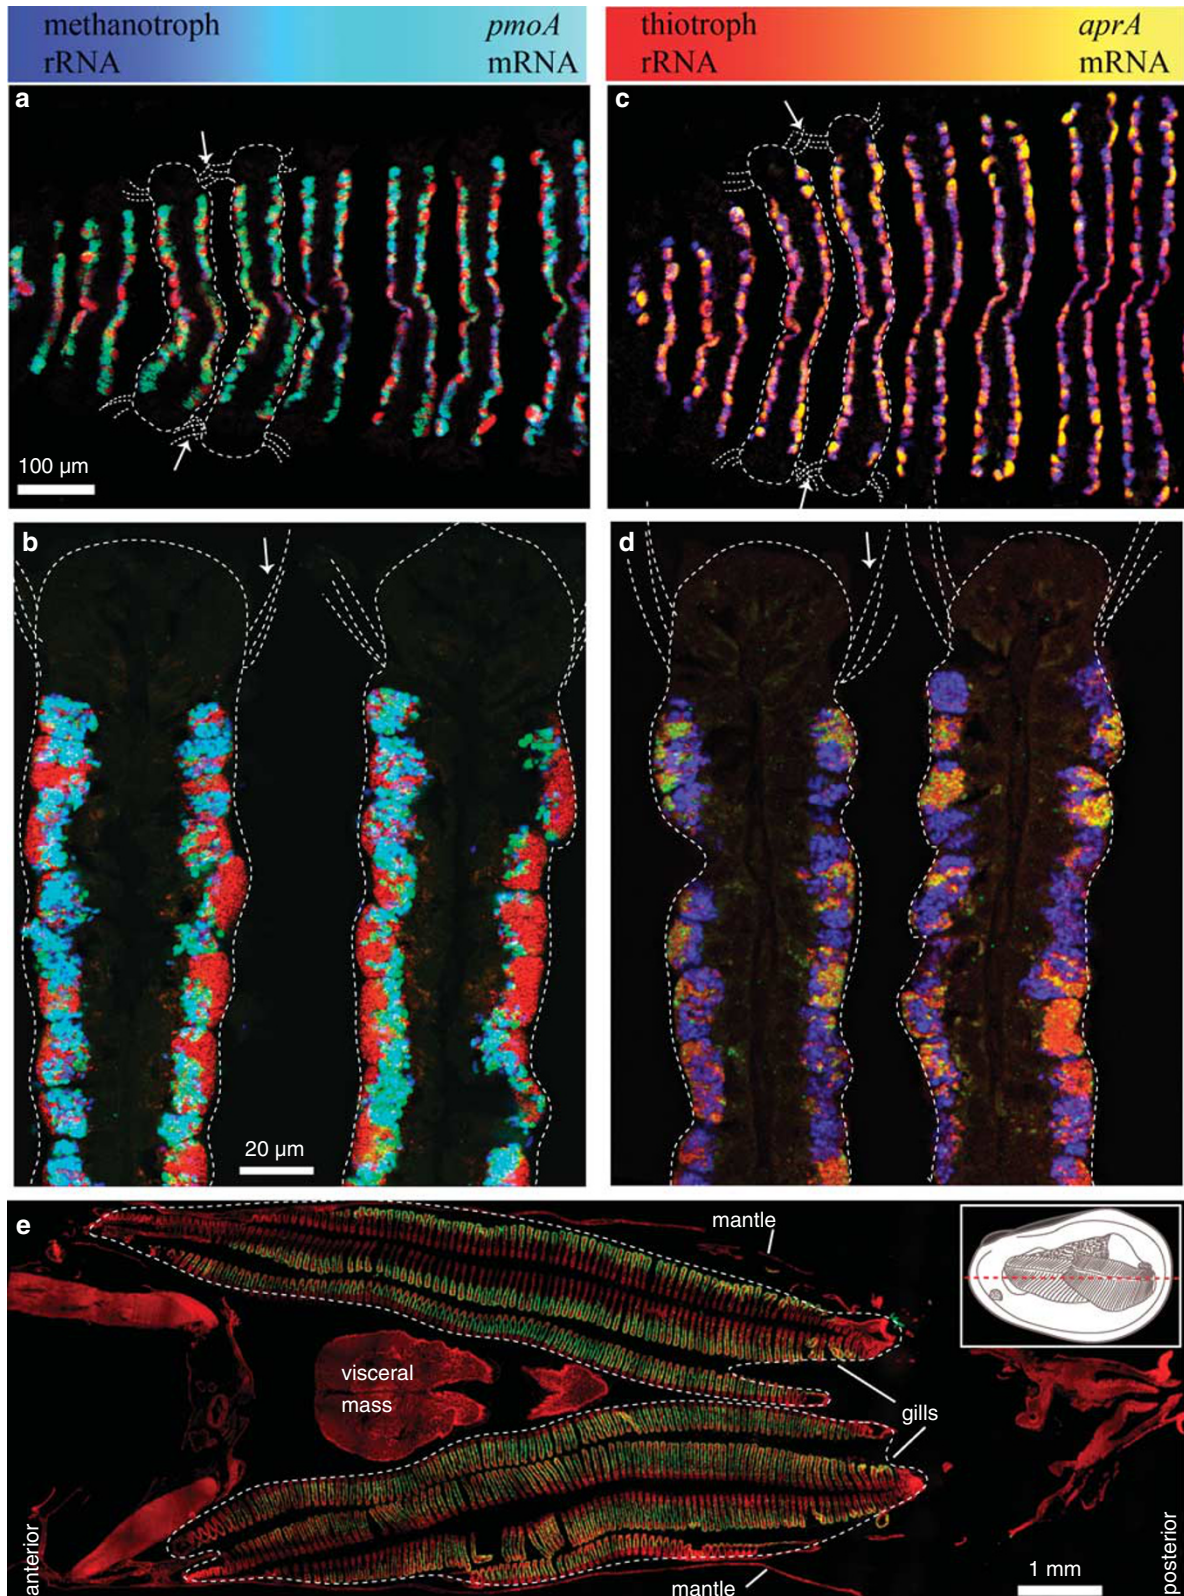 methanotroph
rRNA
pmoA
mRNA
thiotroph
rRNA
aprA
mRNA
a
100 µm
c
b
20 µm
d
e
mantle
visceral
mass
gills
mantle
anterior
1 mm
posterior